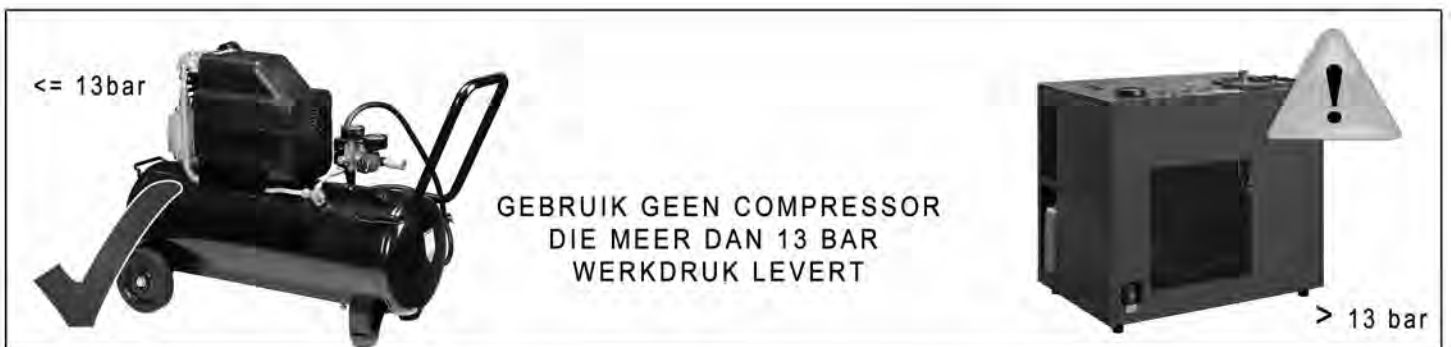 <= 13bar
GEBRUIK GEEN COMPRESSOR
DIE MEER DAN 13 BAR
WERKDRUK LEVERT
> 13 bar